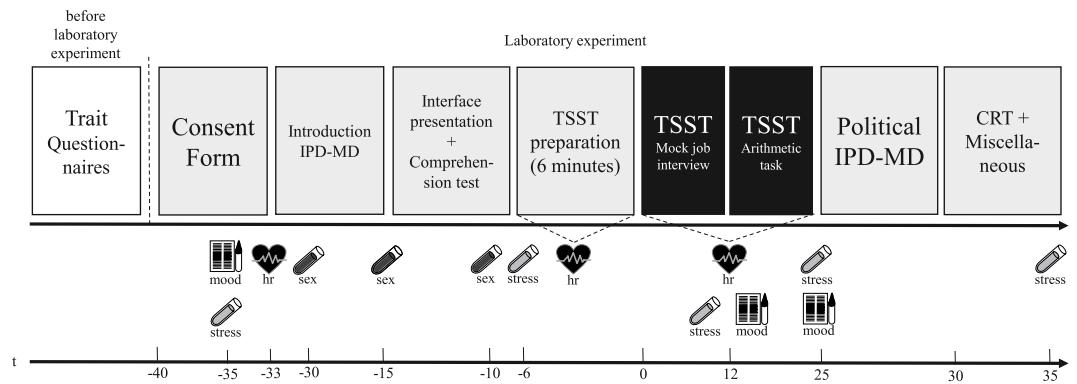 before
laboratory
experiment
Laboratory experiment
Trait
Question-
naires
Consent
Form
Introduction
IPD-MD
Interface
presentation
+
Comprehen-
sion test
TSST
preparation
(6 minutes)
TSST
Mock job
interview
TSST
Arithmetic
task
Political
IPD-MD
CRT +
Miscella-
neous
mood
hr
sex
sex
sex
stress
hr
hr
stress
stress
stress
stress
mood
mood
t
-40
-35
-33
-30
-15
-10
-6
0
12
25
30
35